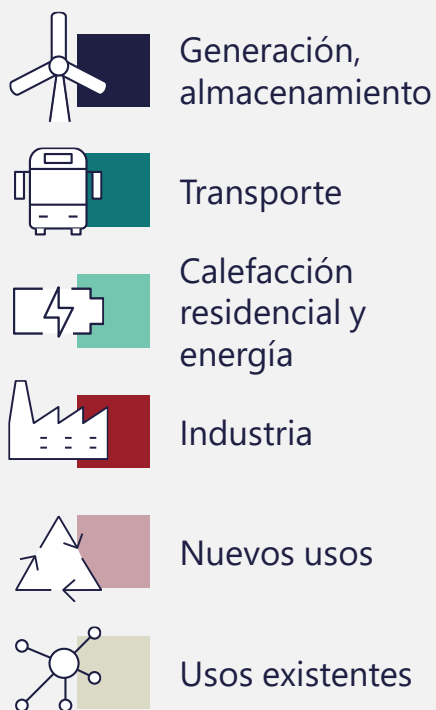 Generación,
almacenamiento
Transporte
Calefacción
residencial y
energía
Industria
Nuevos usos
Usos existentes